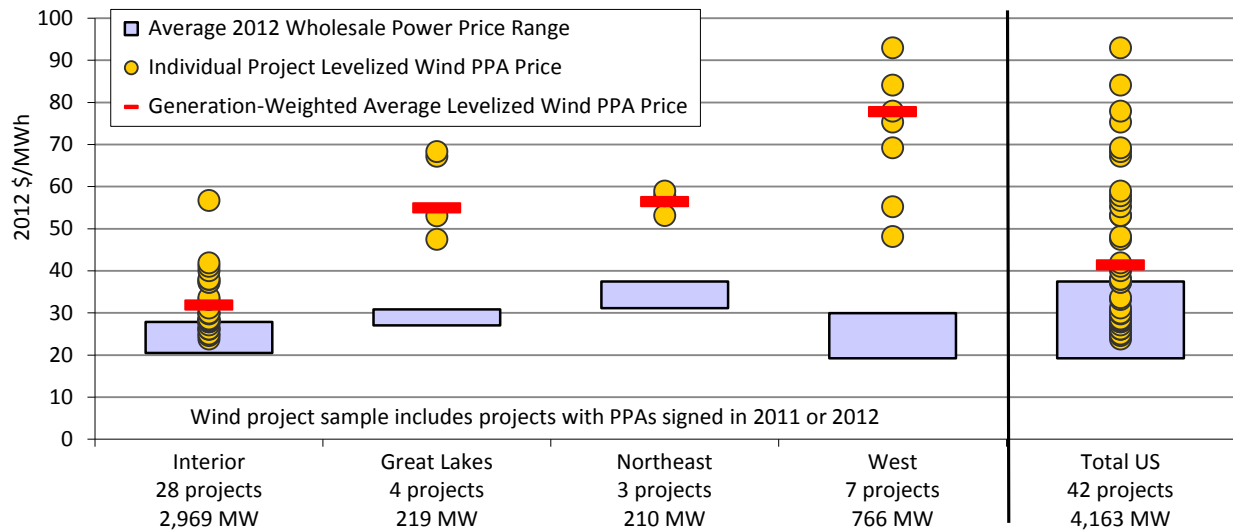 100
90
80
70
60
50
40
30
20
10
0
2012 $/MWh
Average 2012 Wholesale Power Price Range
Individual Project Levelized Wind PPA Price
Generation-Weighted Average Levelized Wind PPA Price
Wind project sample includes projects with PPAs signed in 2011 or 2012
Interior
28 projects
2,969 MW
Great Lakes
4 projects
219 MW
Northeast
3 projects
210 MW
West
7 projects
766 MW
Total US
42 projects
4,163 MW